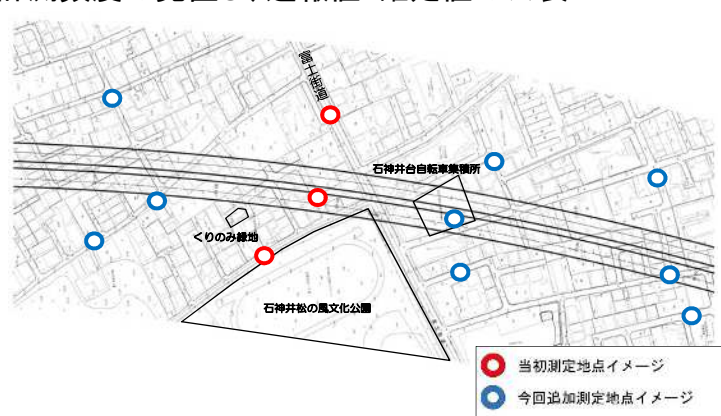 富士街道
石神井台自転車集積所
くりのみ緑地
石神井松の風文化公園
当初測定地点イメージ
今回追加測定地点イメージ